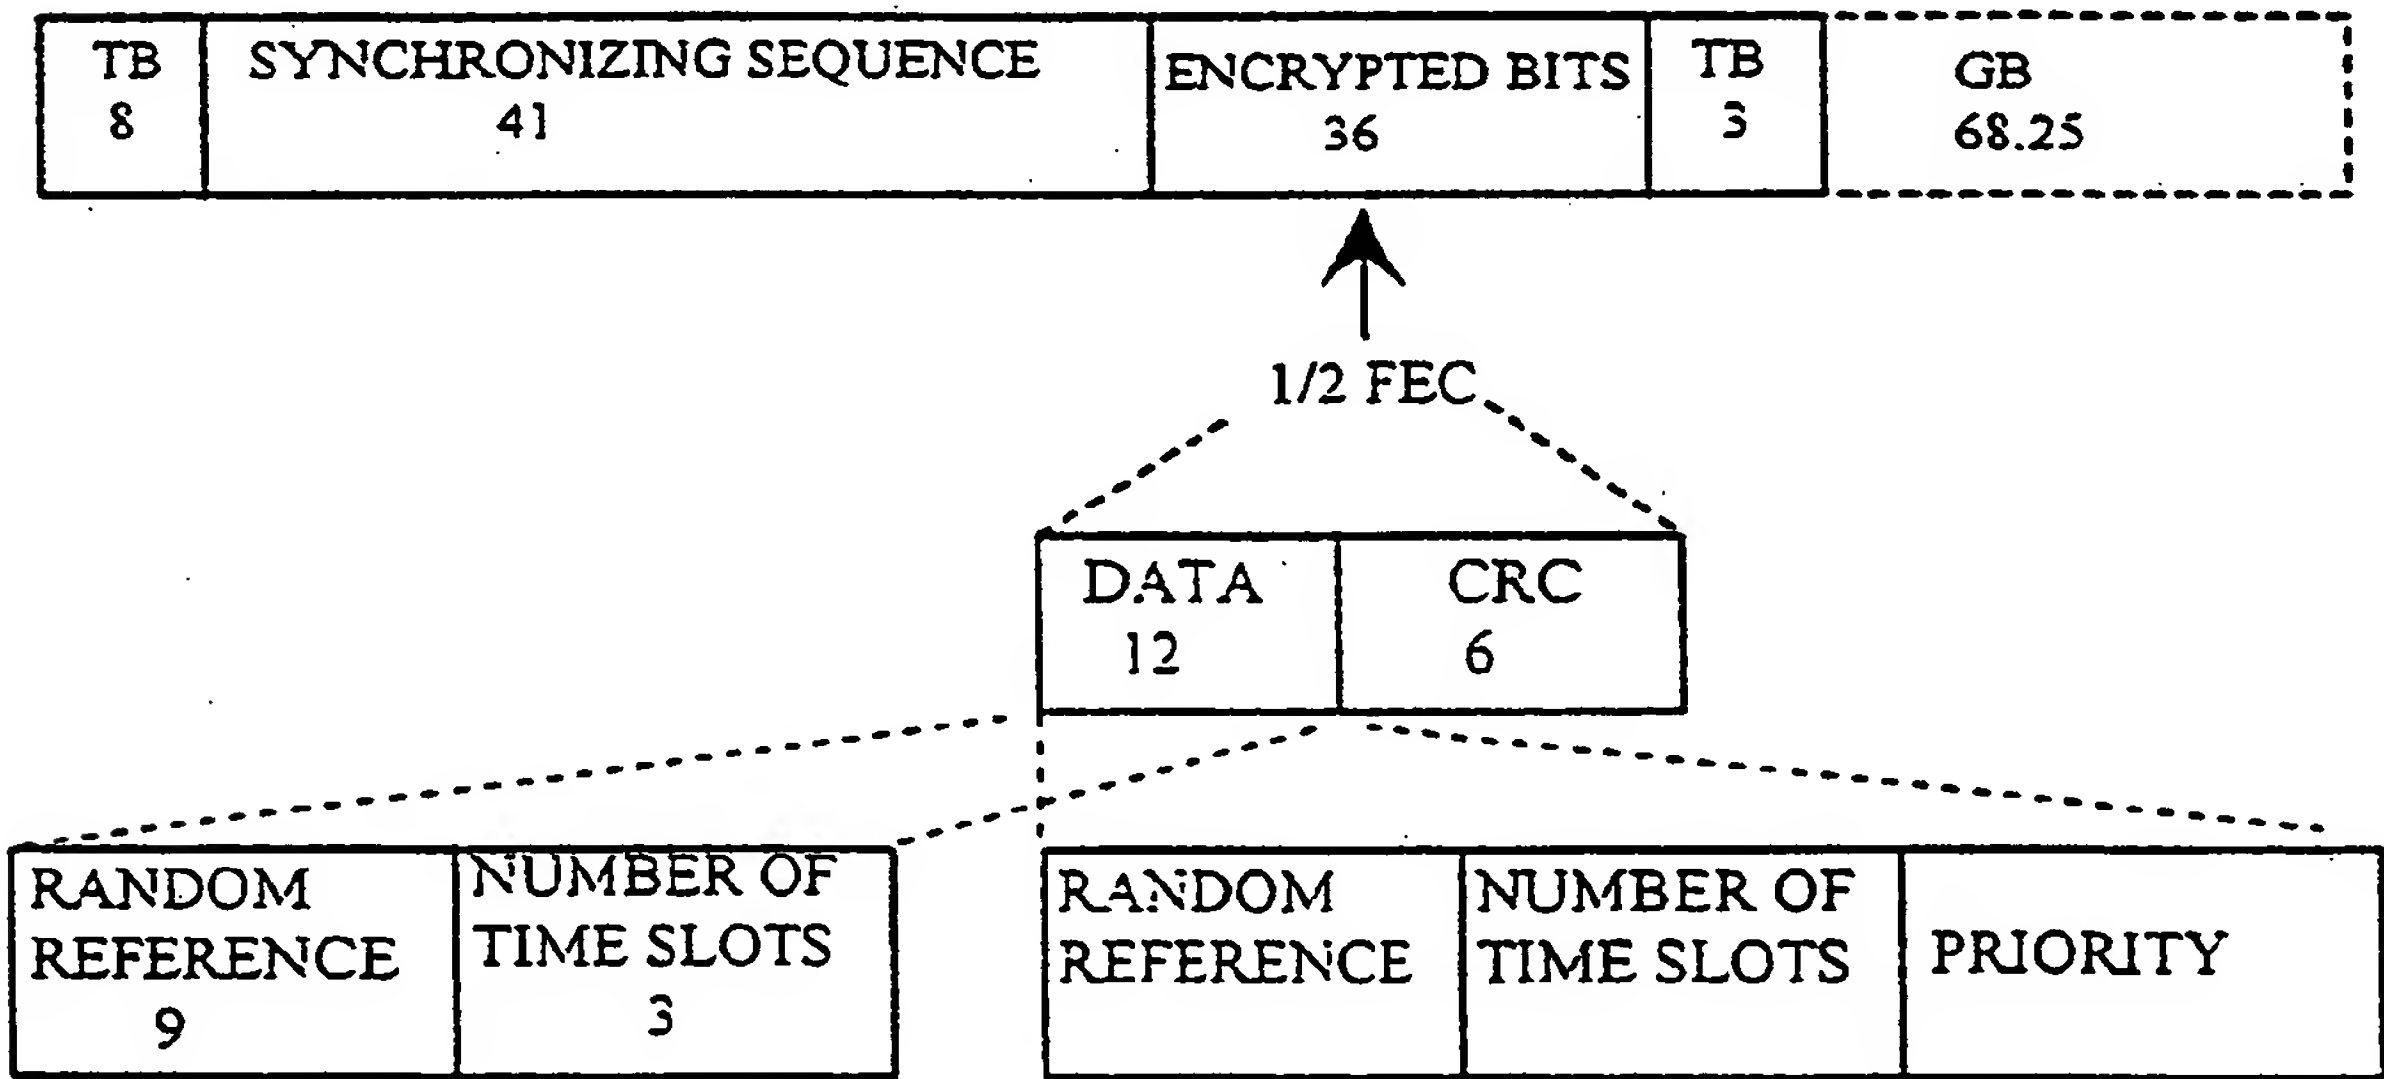 TB
8
SYNCHRONIZING SEQUENCE
41
ENCRYPTED BITS
36
TB
3
GB
68.25
1/2 FEC
DATA
12
CRC
6
RANDOM
REFERENCE
9
NUMBER OF
TIME SLOTS
3
RANDOM
REFERENCE
NUMBER OF
TIME SLOTS
PRIORITY